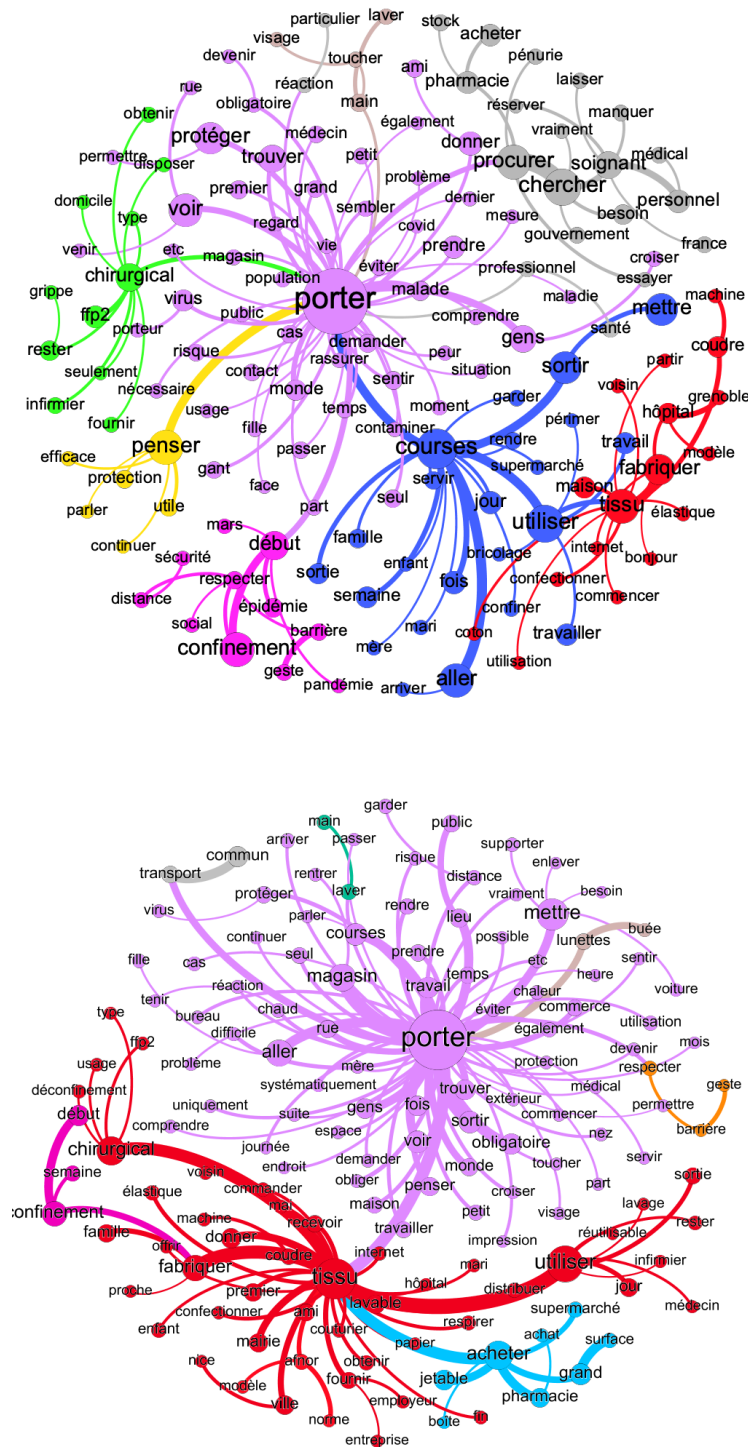 particulier
laver
visage
stock
acheter
devenir
toucher
ami
pharmacie
pénurie
rue
réaction
laisser
obtenir
obligatoire
main
réserver
manquer
protéger
médecin
également
donner
vraiment
permettre
disposer
trouver
petit
procurer
soignant
médical
domicile
premier
grand
problème
chercher
personnel
voir
sembler
dernier
type
regard
covid
mesure
besoin
venir
etc
vie
prendre
gouvernement
france
magasin
éviter
croiser
chirurgical
population
professionnel
essayer
grippe
virus
porter
malade
maladie
machine
ffp2
public
comprendre
santé
mettre
porteur
cas
demander
gens
coudre
rester
risque
rassurer
peur
sortir
partir
seulement
contact
sentir
situation
voisin
grenoble
nécessaire
monde
garder
hôpital
infirmier
usage
temps
moment
périmer
fournir
fille
contaminer
rendre
travail
modèle
penser
passer
courses
supermarché
fabriquer
efficace
gant
servir
maison
tissu
protection
face
seul
jour
élastique
parler
utile
part
utiliser
mars
début
famille
continuer
enfant
bricolage
internet
bonjour
sécurité
respecter
sortie
fois
confectionner
distance
épidémie
semaine
confiner
commencer
social
barrière
mari
coton
travailler
confinement
mère
utilisation
geste
aller
pandémie
arriver
garder
main
passer
public
arriver
supporter
commun
risque
enlever
transport
rentrer
distance
laver
vraiment
besoin
protéger
rendre
mettre
virus
parler
courses
lieu
buée
possible
lunettes
continuer
prendre
fille
cas
seul
etc
sentir
magasin
travail
temps
heure
réaction
chaleur
voiture
tenir
chaud
éviter
commerce
bureau
rue
type
difficile
porter
également
utilisation
ffp2
aller
devenir
mois
problème
mère
protection
respecter
usage
systématiquement
trouver
médical
geste
déconfinement
gens
fois
extérieur
permettre
début
uniquement
suite
sortir
commencer
barrière
espace
voir
nez
comprendre
obligatoire
chirurgical
journée
demander
monde
toucher
servir
voisin
endroit
penser
part
sortie
semaine
obliger
croiser
élastique
commander
maison
petit
visage
lavage
mai
confinement
machine
recevoir
travailler
impression
réutilisable
rester
famille
offrir
donner
coudre
internet
utiliser
fabriquer
tissu
mari
infirmier
proche
premier
hôpital
distribuer
jour
lavable
supermarché
médecin
confectionner
ami
respirer
enfant
couturier
achat
surface
mairie
papier
acheter
nice
afnor
obtenir
grand
modèle
fournir
jetable
pharmacie
ville
employeur
norme
boîte
fin
entreprise